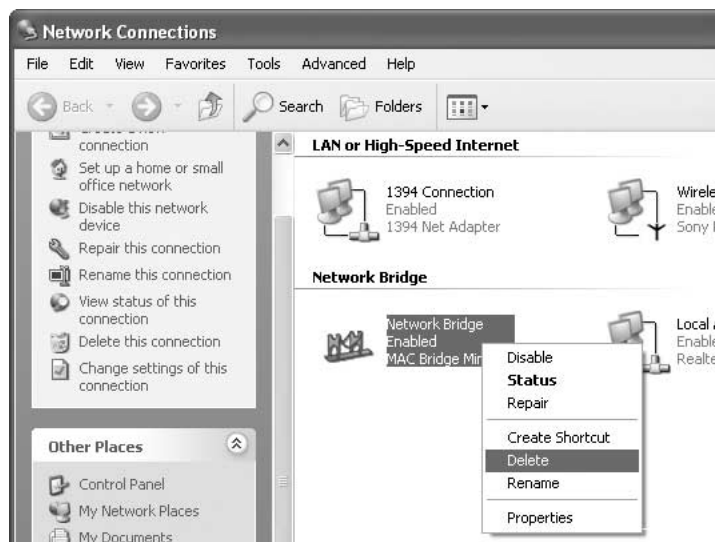 Network Connections
File Edit View Favorites Tools Advanced Help
Back Search Folders
connection
Set up a home or small
office network
Disable this network
device
Repair this connection
Rename this connection
View status of this
connection
Delete this connection
Change settings of this
connection
Other Places
Control Panel
My Network Places
My Documents
LAN or High-Speed Internet
1394 Connection
Enabled
1394 Net Adapter
Sony
Network Bridge
Network Bridge
Enabled
MAC Bridge
Local
Disable
Status
Repair
Create Shortcut
Delete
Rename
Properties